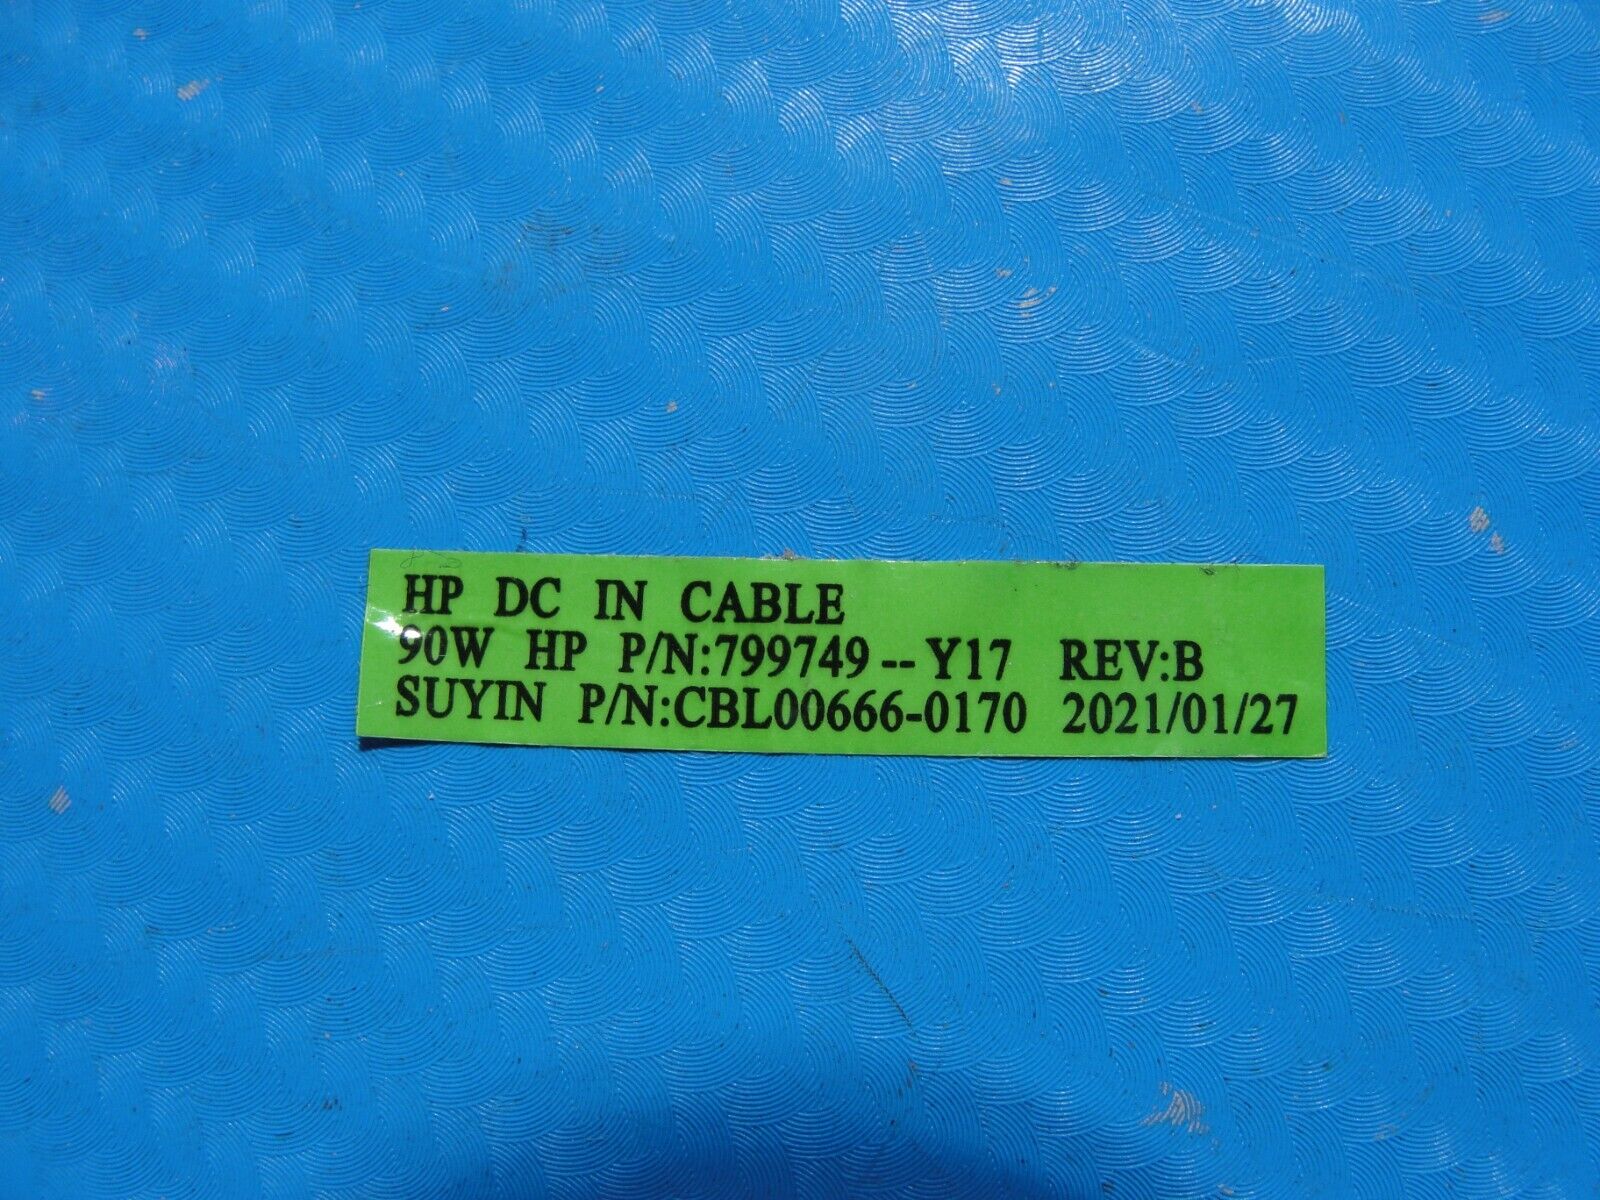 HP DC IN CABLE
90W HP P/N:799749--Y17 REV:B
SUYIN P/N:CBL00666-0170 2021/01/27